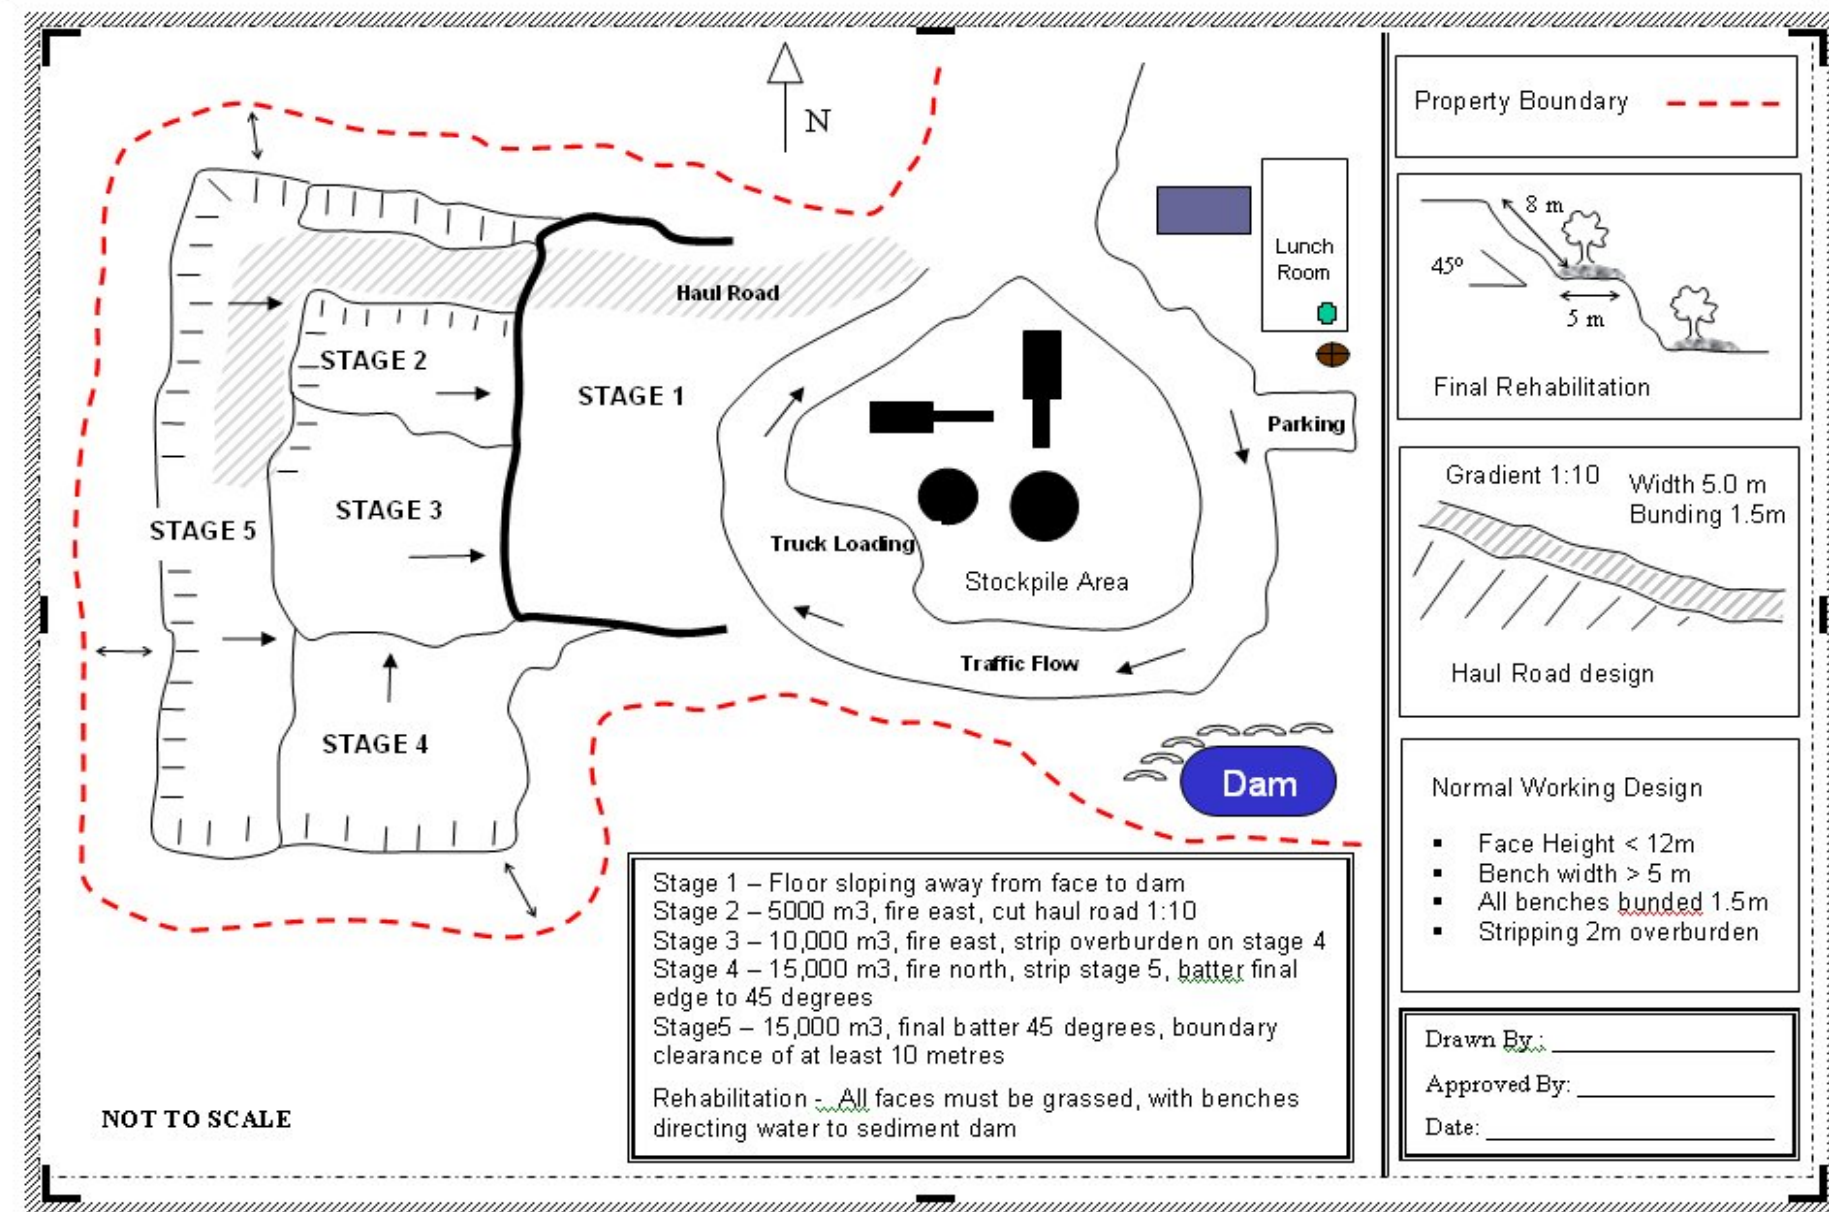 N
Haul Road
STAGE 2
STAGE 1
STAGE 3
STAGE 5
STAGE 4
Lunch
Room
Parking
Truck Loading
Stockpile Area
Traffic Flow
Dam
Stage 1 – Floor sloping away from face to dam
Stage 2 – 5000 m3, fire east, cut haul road 1:10
Stage 3 – 10,000 m3, fire east, strip overburden on stage 4
Stage 4 – 15,000 m3, fire north, strip stage 5, batter final
edge to 45 degrees
Stage5 – 15,000 m3, final batter 45 degrees, boundary
clearance of at least 10 metres
Rehabilitation - All faces must be grassed, with benches
directing water to sediment dam
NOT TO SCALE
Property Boundary
8 m
45º
5 m
Final Rehabilitation
Gradient 1:10
Width 5.0 m
Bunding 1.5m
Haul Road design
Normal Working Design
▪ Face Height < 12m
▪ Bench width > 5 m
▪ All benches bunded 1.5m
▪ Stripping 2m overburden
Drawn By :
Approved By:
Date: